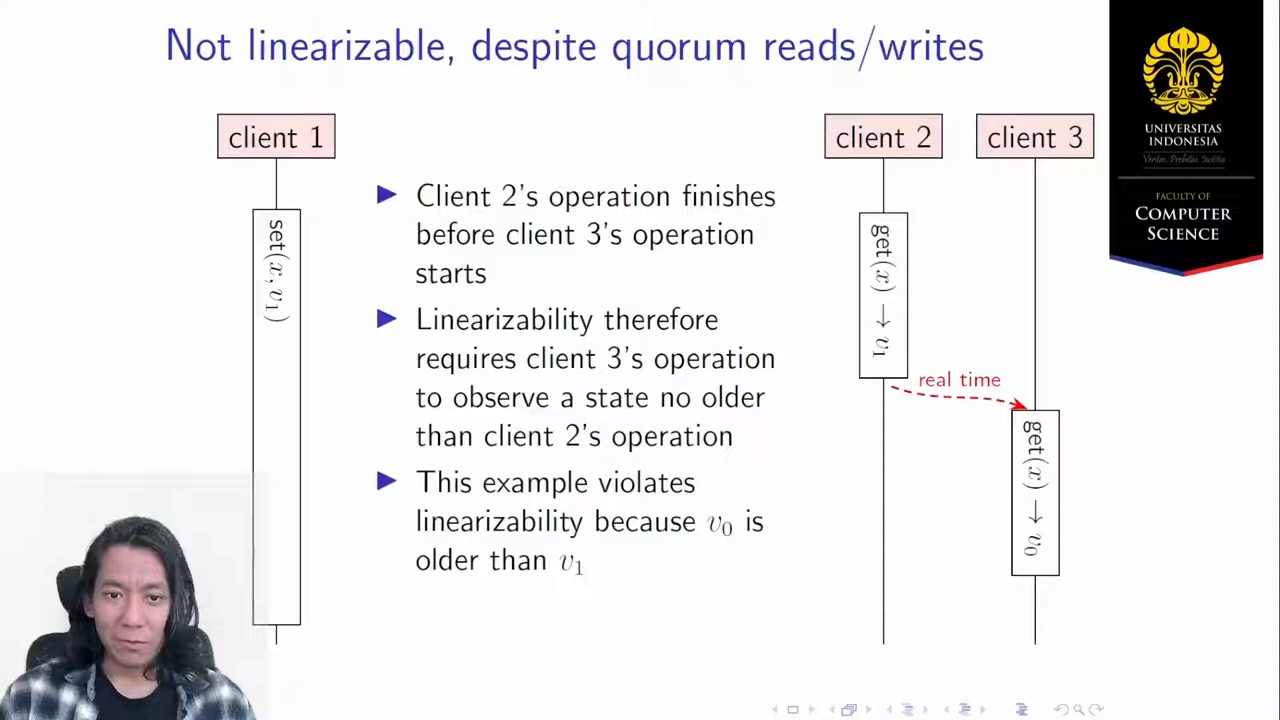 Not linearizable, despite quorum reads/writes
client 1
client 2
client 3
set(x, v₁)
▶ Client 2's operation finishes
before client 3's operation
starts
▶ Linearizability therefore
requires client 3's operation
to observe a state no older
than client 2's operation
▶ This example violates
linearizability because v₀ is
older than v₁
get(x) → v₁
real time
get(x) → v₀
UNIVERSITAS
INDONESIA
Veritas, Probitas, Iustitia
FACULTY OF
COMPUTER
SCIENCE